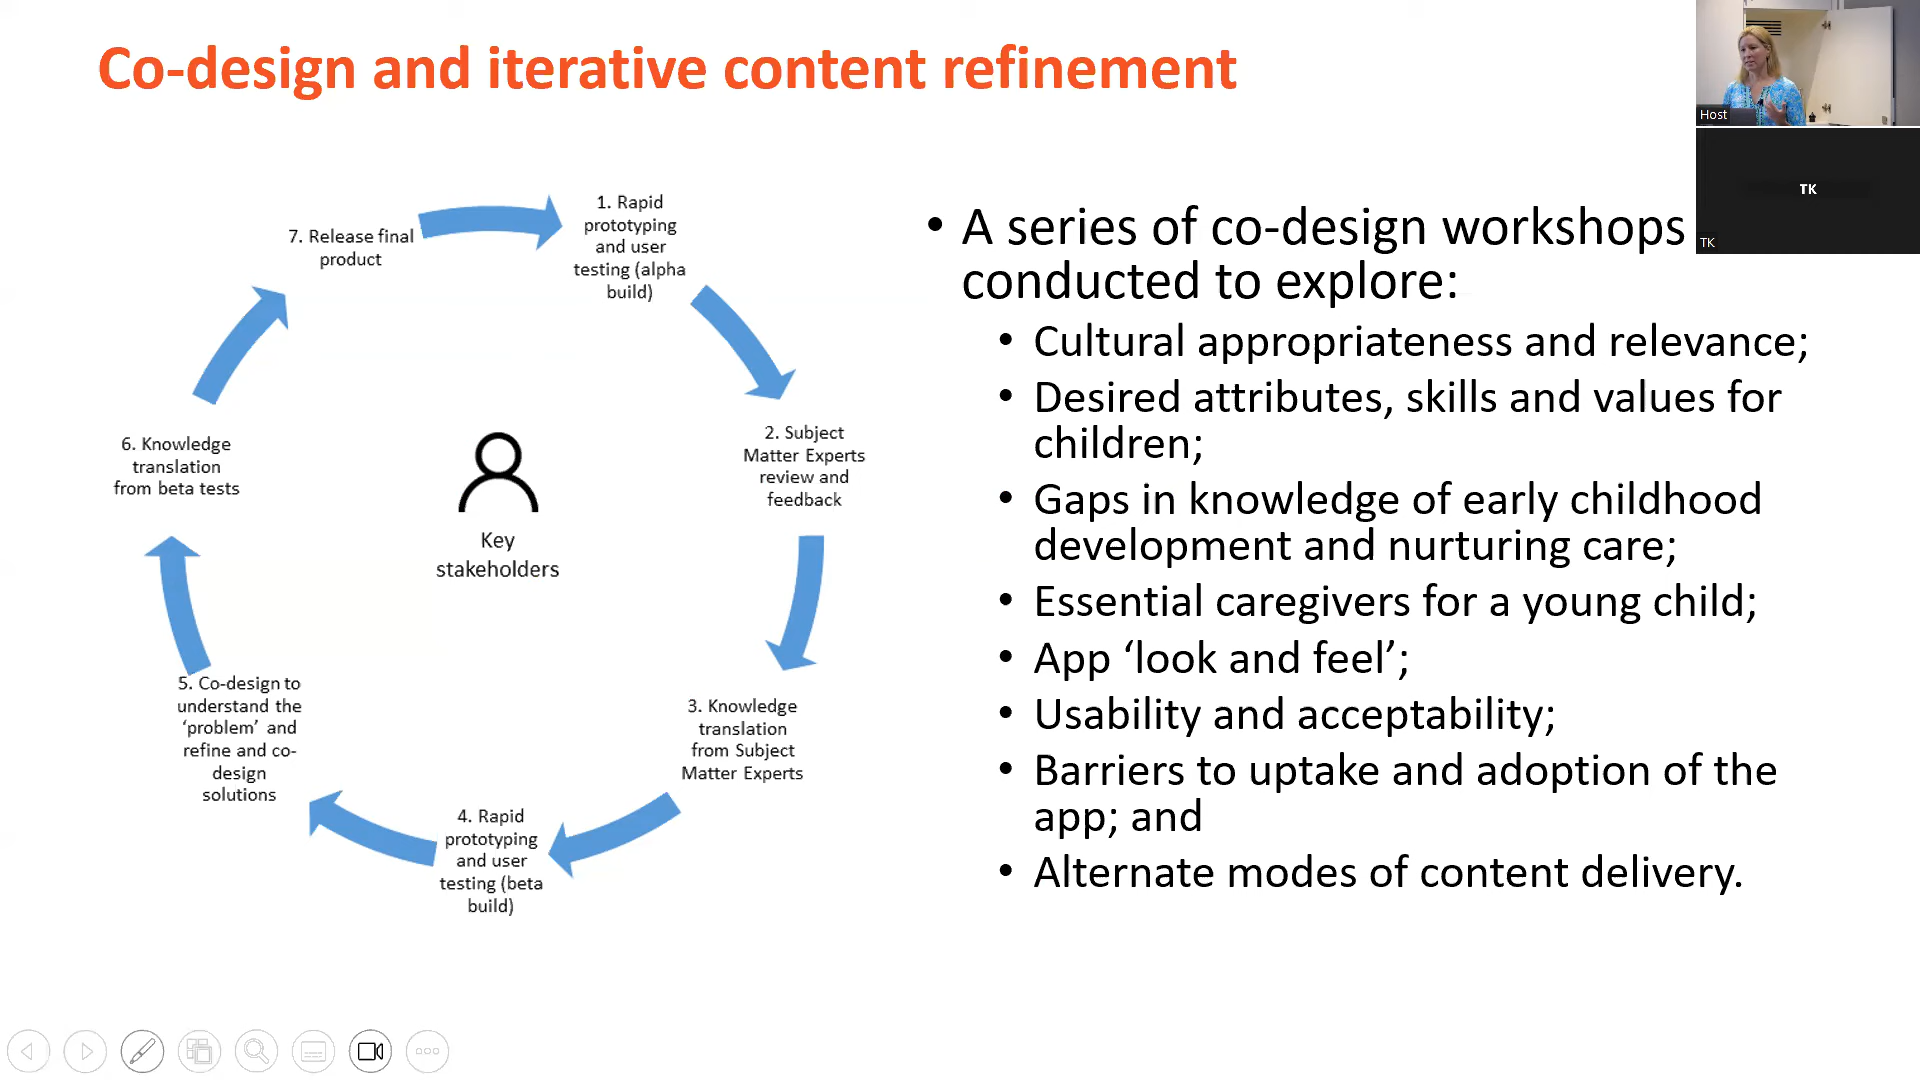 Co-design and iterative content refinement
Host
TK
TK
1. Rapid
prototyping
and user
testing (alpha
build)
2. Subject
Matter Experts
review and
feedback
3. Knowledge
translation
from Subject
Matter Experts
4. Rapid
prototyping
and user
testing (beta
build)
5. Co-design to
understand the
‘problem’ and
refine and co-
design
solutions
6. Knowledge
translation
from beta tests
7. Release final
product
Key
stakeholders
• A series of co-design workshops
conducted to explore:
• Cultural appropriateness and relevance;
• Desired attributes, skills and values for
children;
• Gaps in knowledge of early childhood
development and nurturing care;
• Essential caregivers for a young child;
• App ‘look and feel’;
• Usability and acceptability;
• Barriers to uptake and adoption of the
app; and
• Alternate modes of content delivery.